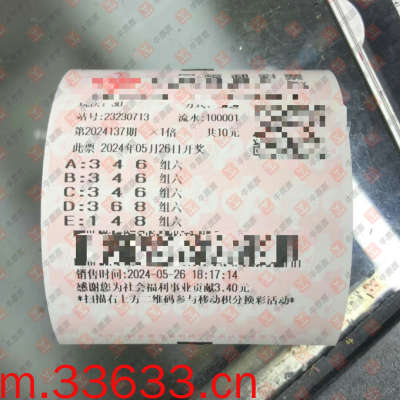 站号:23230713 流水:100001
第2024137期 1倍 共10元
此票 2024年05月26日开奖
A:3 4 6 组六
B:3 4 6 组六
C:3 4 6 组六
D:3 6 8 组六
E:1 4 8 组六
销售时间:2024-05-26 18:17:14
感谢您为社会福利事业贡献3.40元
*扫描右上方二维码参与移动积分换彩活动*
m.33633.cn